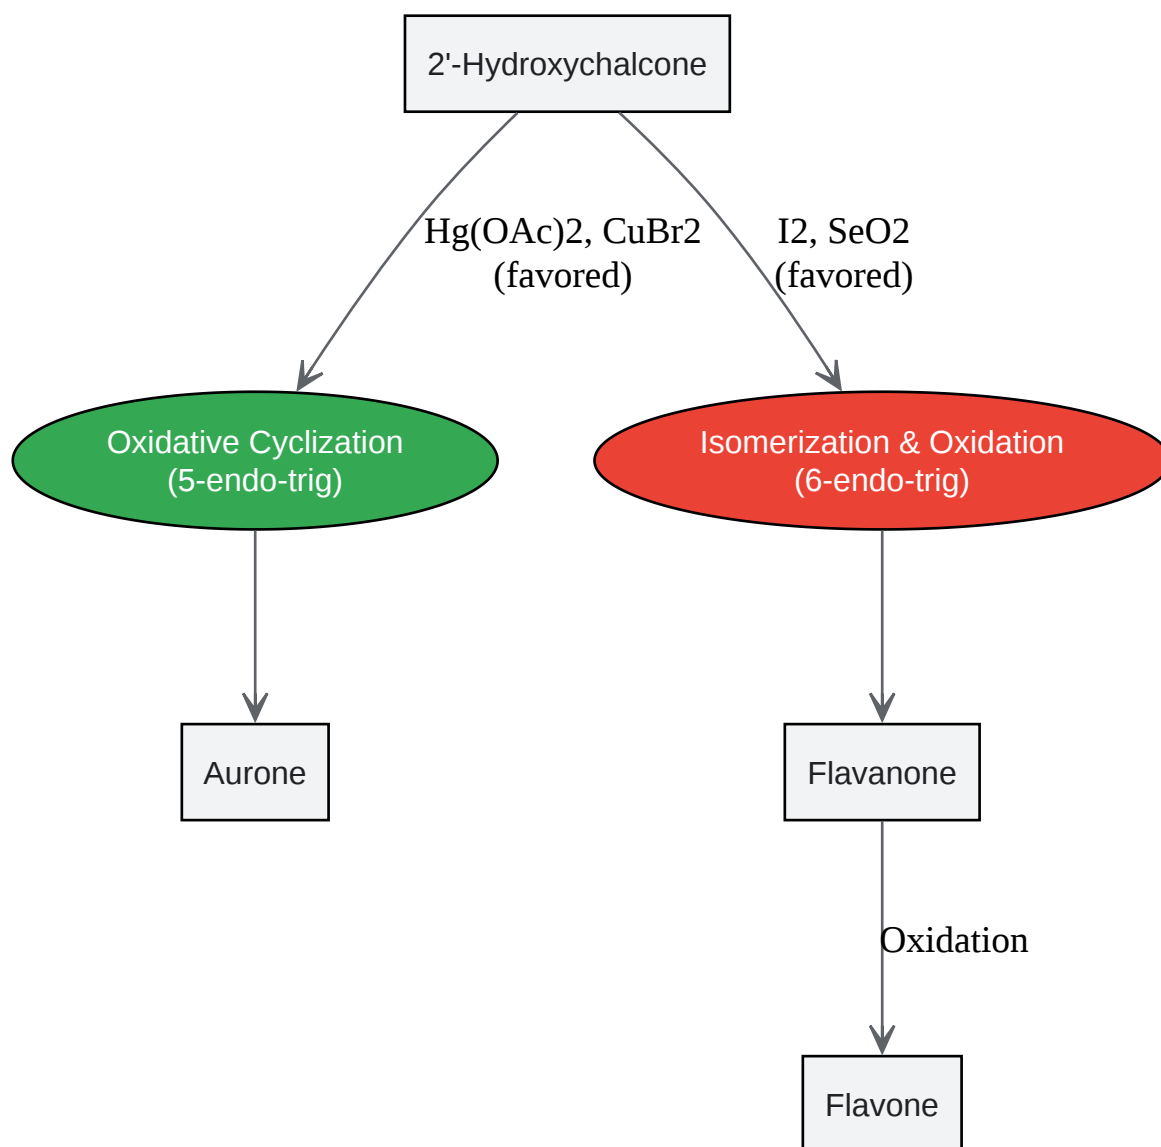 2'-Hydroxychalcone
Hg(OAc)2, CuBr2
(favored)
I2, SeO2
(favored)
Oxidative Cyclization
(5-endo-trig)
Isomerization & Oxidation
(6-endo-trig)
Aurone
Flavanone
Oxidation
Flavone